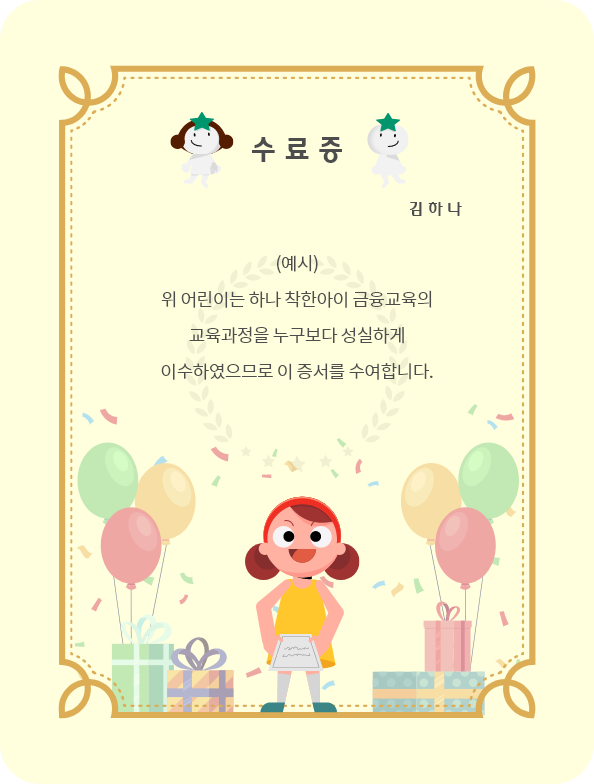 수료증
김하나
(예시)
위 어린이는 하나 착한아이 금융교육의
교육과정을 누구보다 성실하게
이수하였으므로 이 증서를 수여합니다.